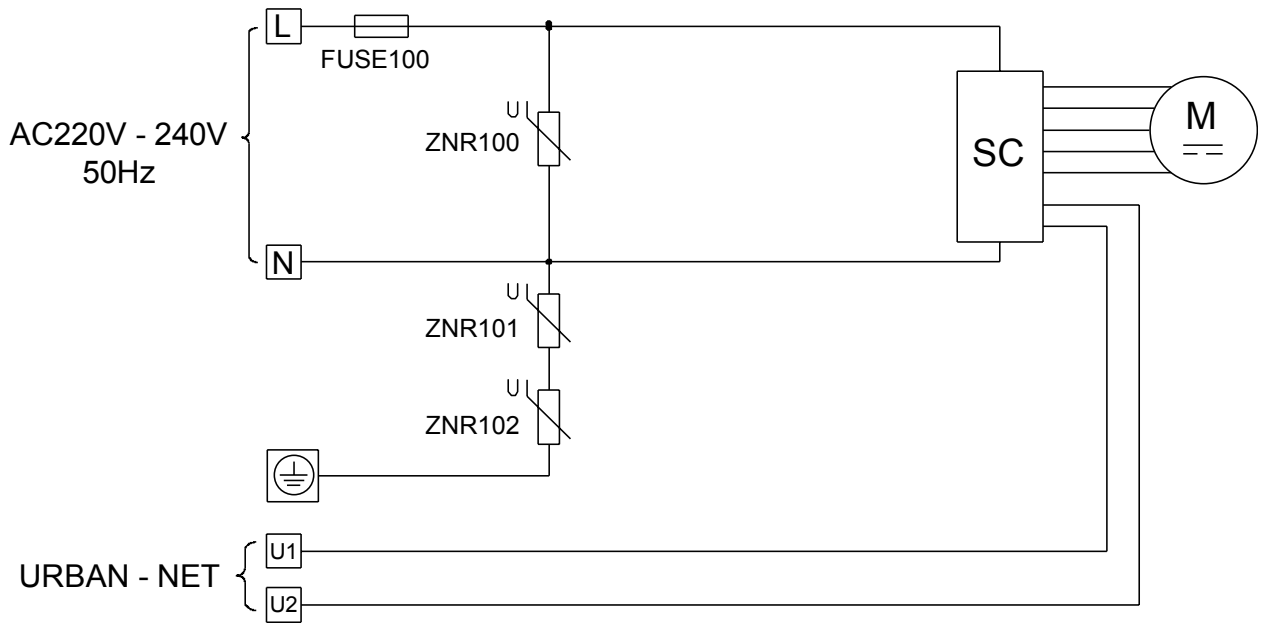 L
FUSE100
AC220V - 240V
50Hz
U
ZNR100
SC
M
N
U
ZNR101
U
ZNR102
U1
URBAN - NET
U2